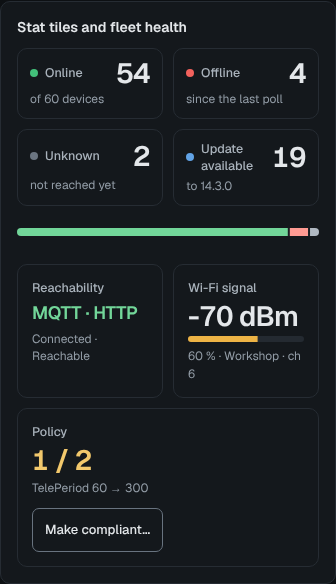 Stat tiles and fleet health
Online 54
of 60 devices
Offline 4
since the last poll
Unknown 2
not reached yet
Update
available 19
to 14.3.0
Reachability
MQTT · HTTP
Connected ·
Reachable
Wi-Fi signal
-70 dBm
60 % · Workshop · ch
6
Policy
1 / 2
TelePeriod 60 → 300
Make compliant…